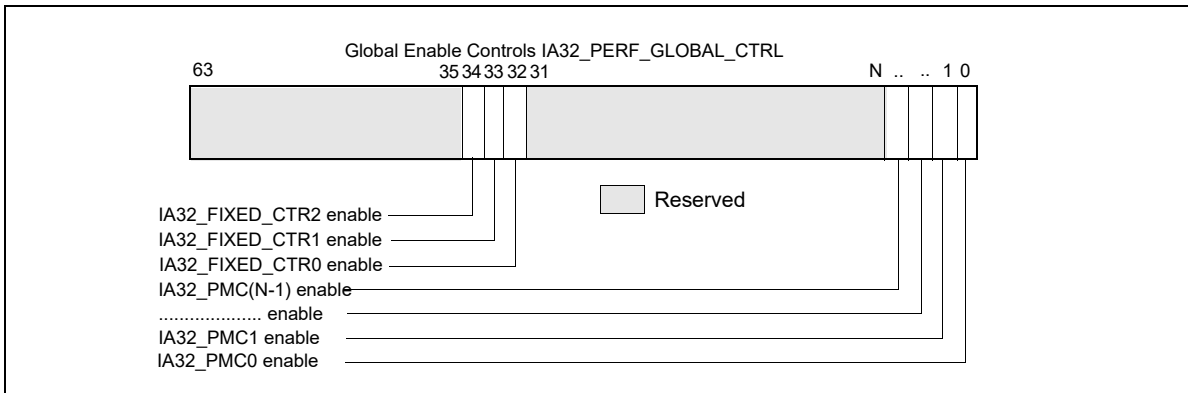 Global Enable Controls IA32_PERF_GLOBAL_CTRL
63 35 34 33 32 31 N .. .. 1 0
Reserved
IA32_FIXED_CTR2 enable
IA32_FIXED_CTR1 enable
IA32_FIXED_CTR0 enable
IA32_PMC(N-1) enable
.................... enable
IA32_PMC1 enable
IA32_PMC0 enable